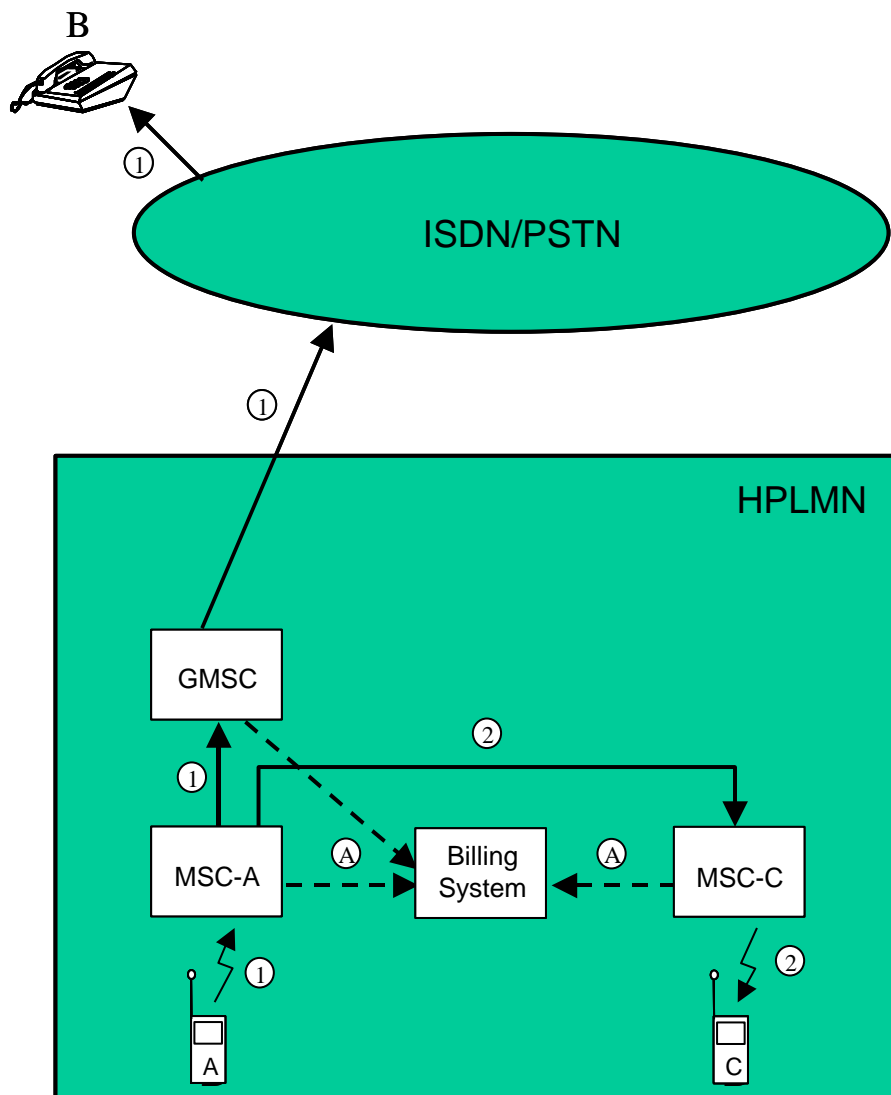 B
1
ISDN/PSTN
1
HPLMN
GMSC
2
1
MSC-A
A
Billing
System
A
MSC-C
1
2
A
C